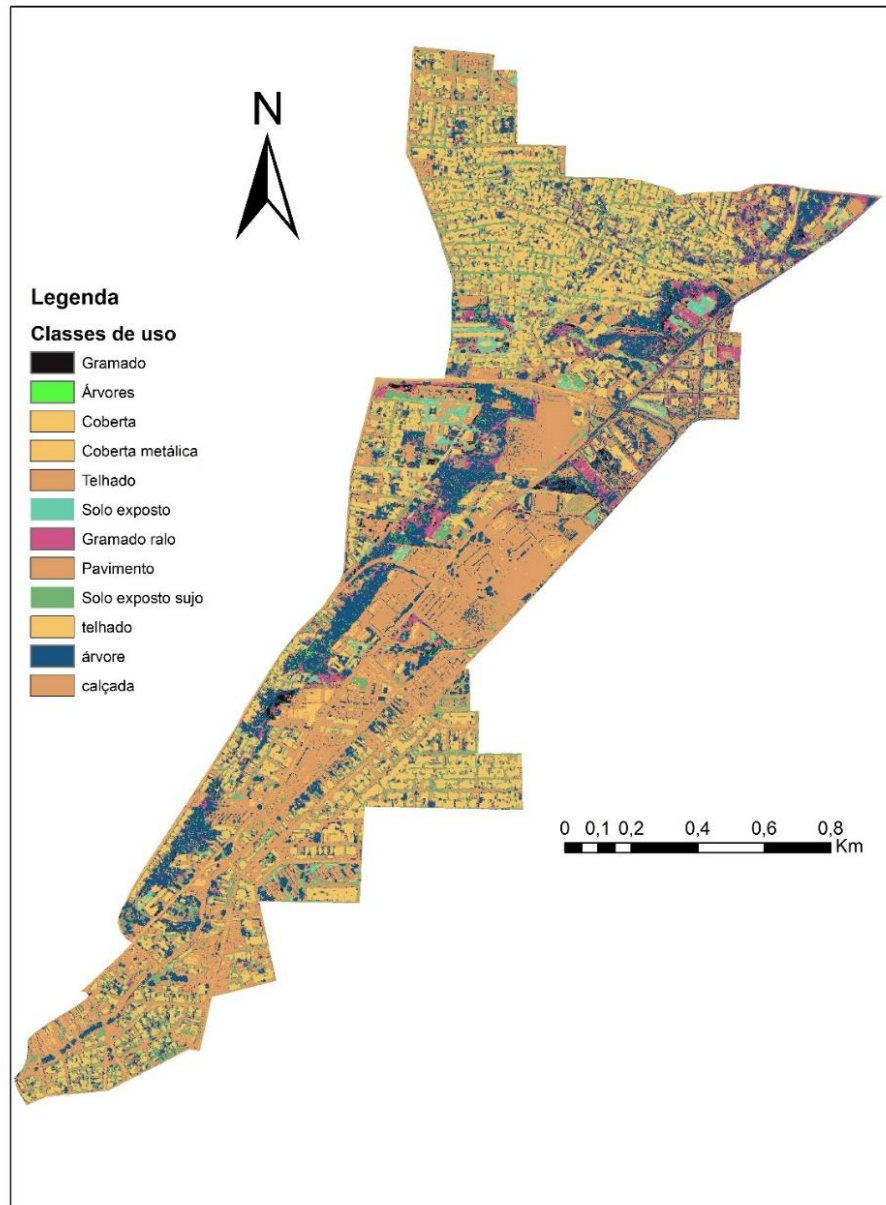 N
Legenda
Classes de uso
Gramado
Árvores
Coberta
Coberta metálica
Telhado
Solo exposto
Gramado ralo
Pavimento
Solo exposto sujo
telhado
árvore
calçada
0 0,1 0,2 0,4 0,6 0,8
Km